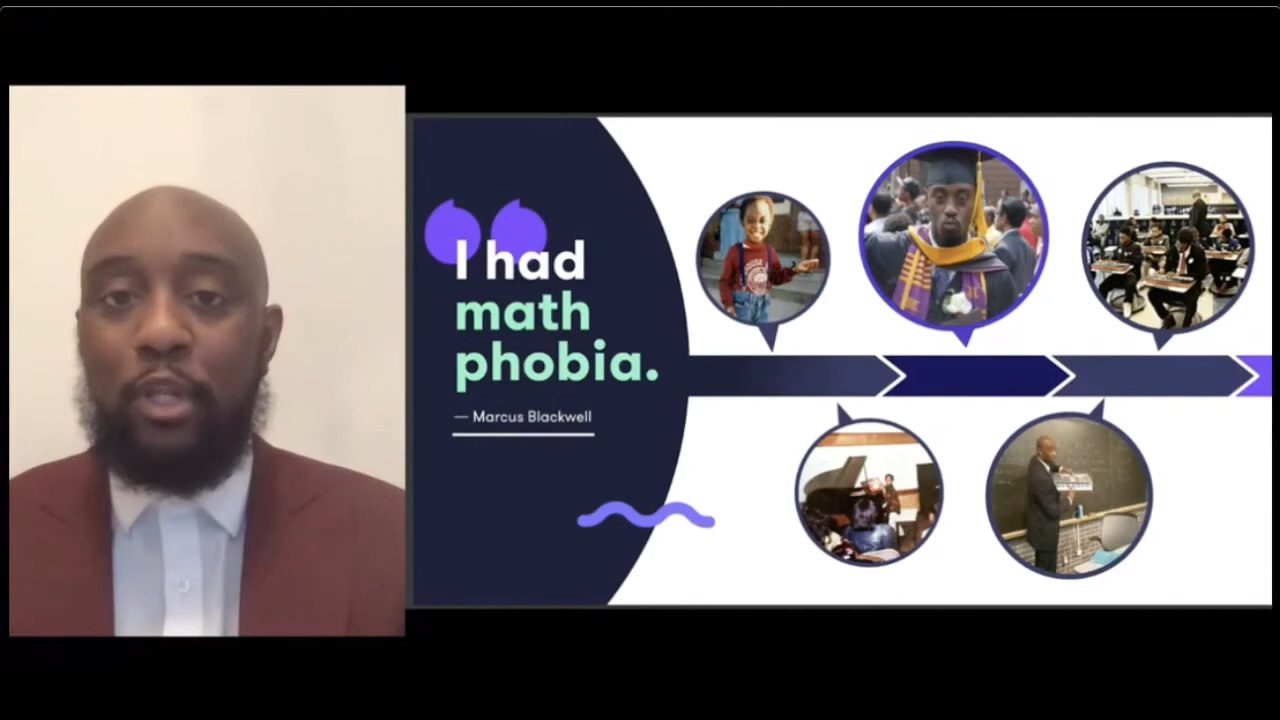 I had
math
phobia.
— Marcus Blackwell